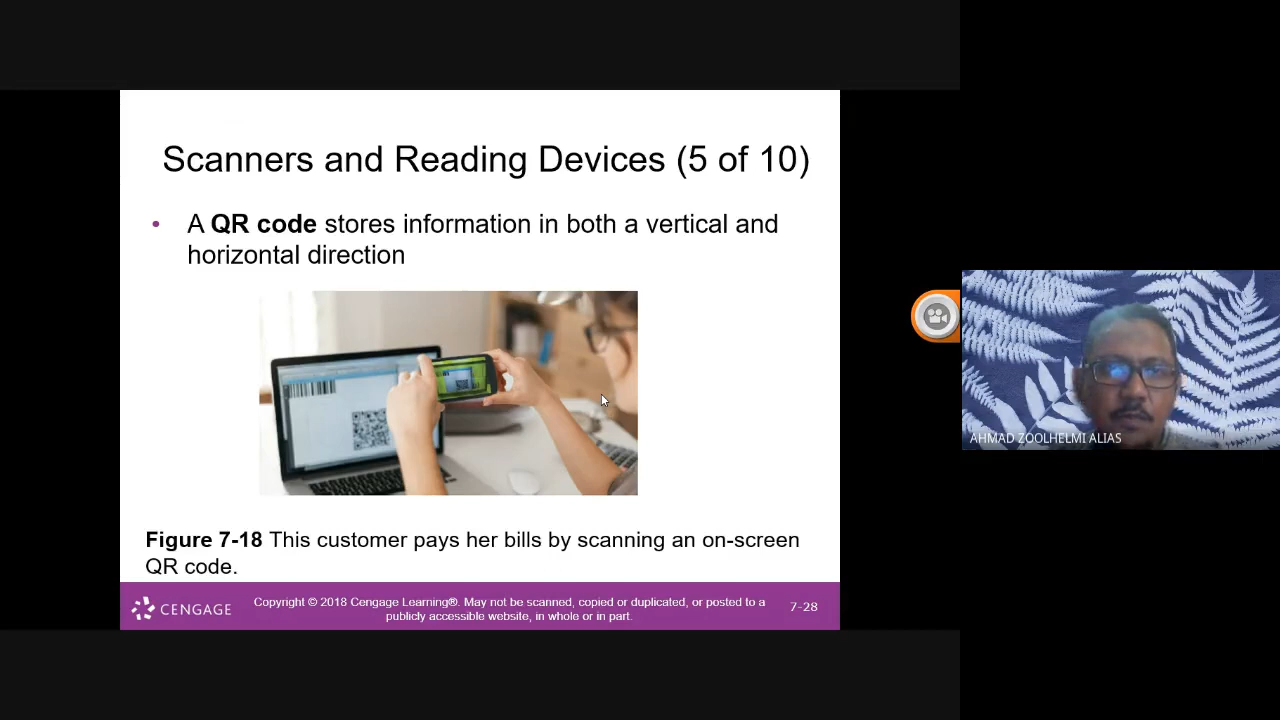 Scanners and Reading Devices (5 of 10)
• A QR code stores information in both a vertical and
horizontal direction
Figure 7-18 This customer pays her bills by scanning an on-screen
QR code.
CENGAGE
Copyright © 2018 Cengage Learning®. May not be scanned, copied or duplicated, or posted to a
publicly accessible website, in whole or in part.
7-28
AHMAD ZOOLHELMI ALIAS